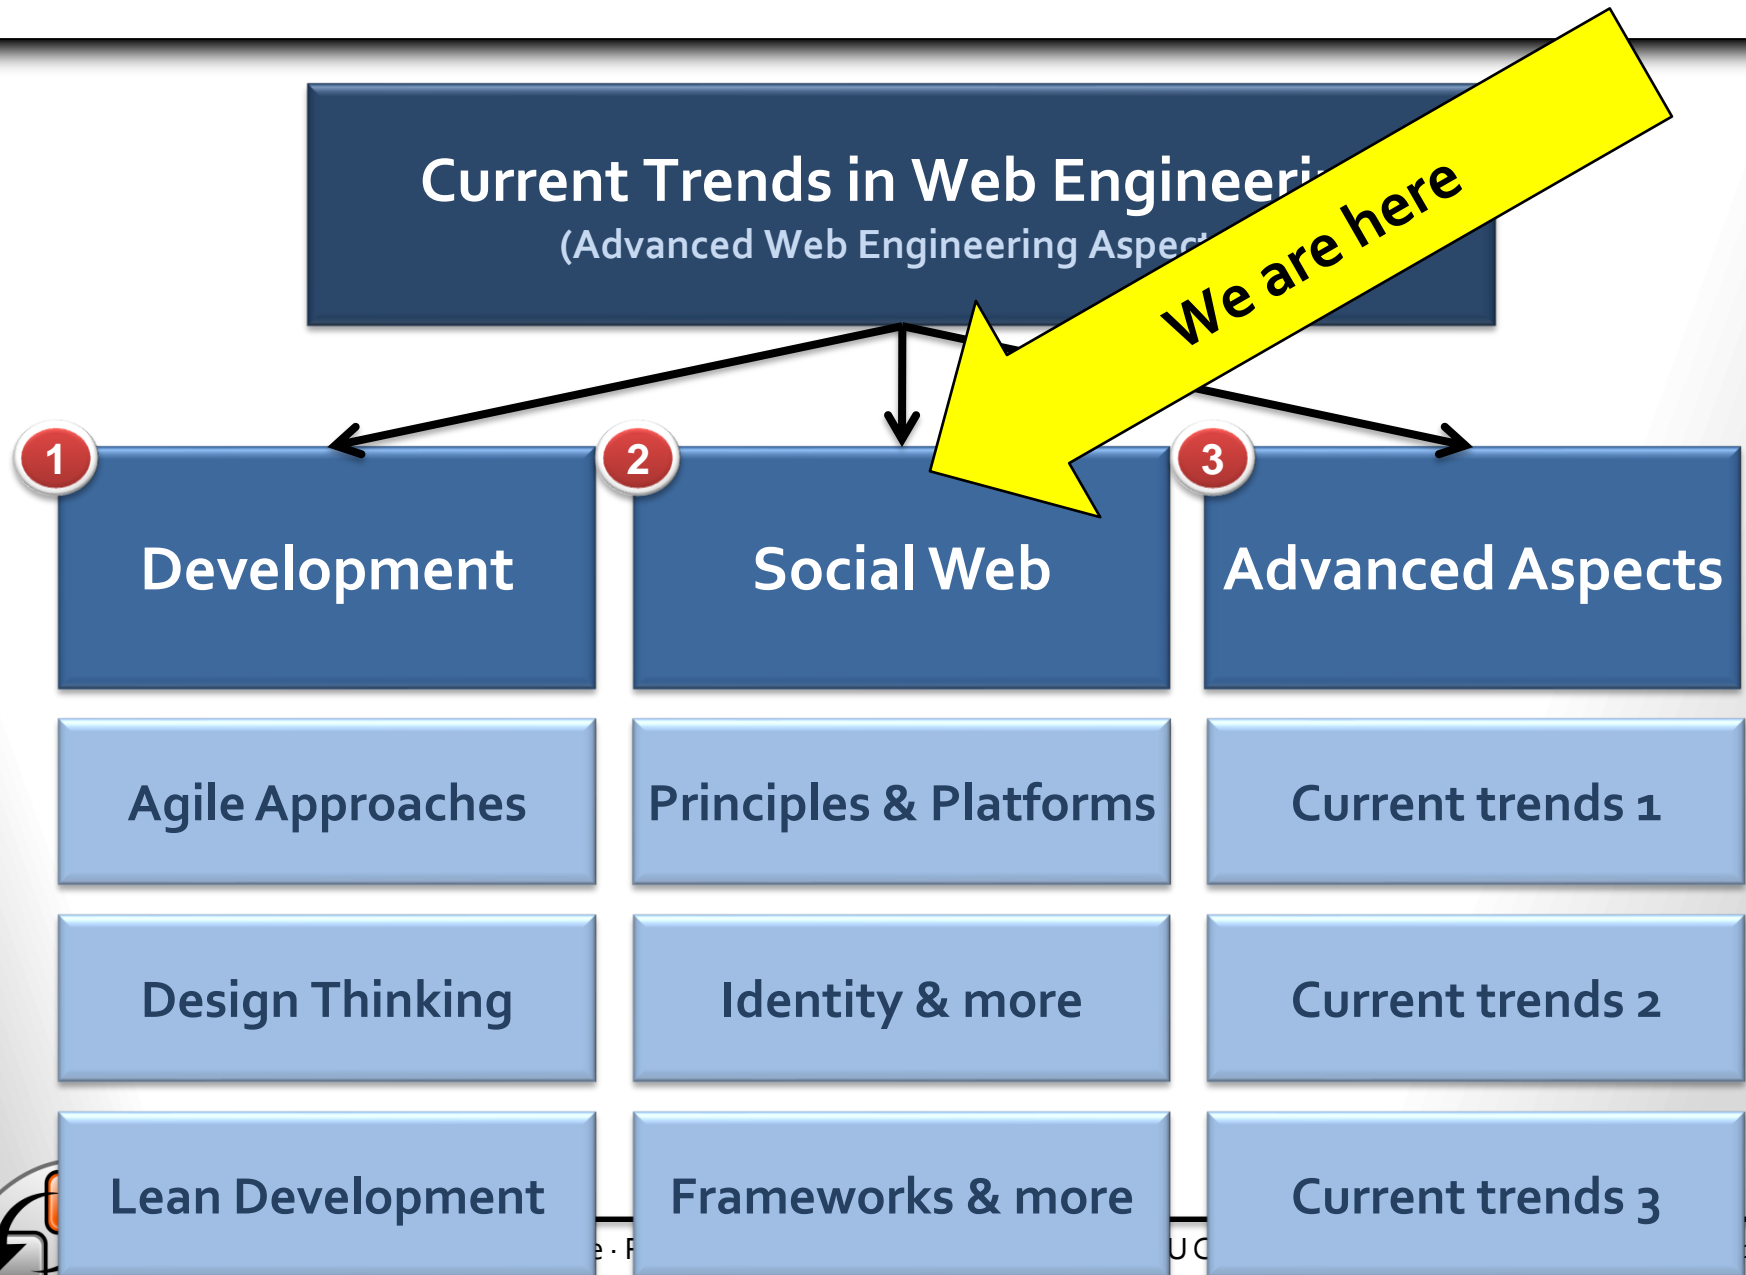 Current Trends in Web Engineeri
(Advanced Web Engineering Aspect
We are here
1
2
3
Development
Social Web
Advanced Aspects
Agile Approaches
Principles & Platforms
Current trends 1
Design Thinking
Identity & more
Current trends 2
Lean Development
Frameworks & more
Current trends 3